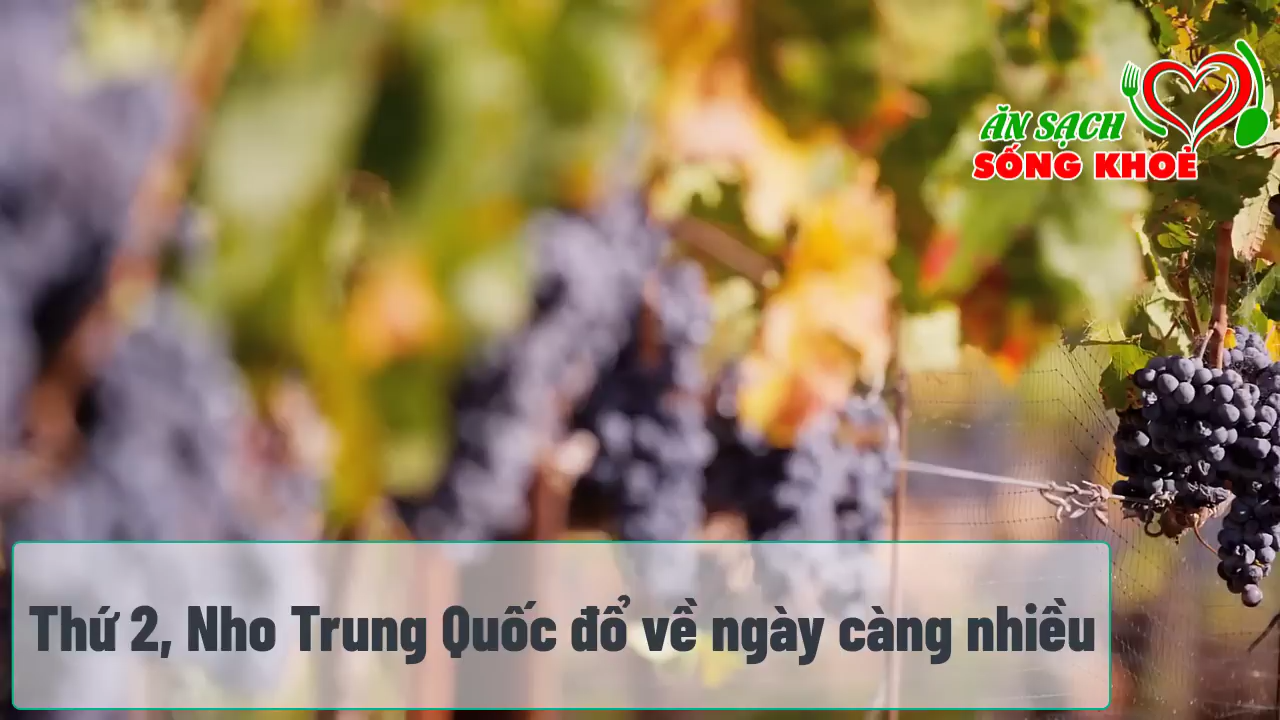 ĂN SẠCH
SỐNG KHOẺ
Thứ 2, Nho Trung Quốc đổ về ngày càng nhiều